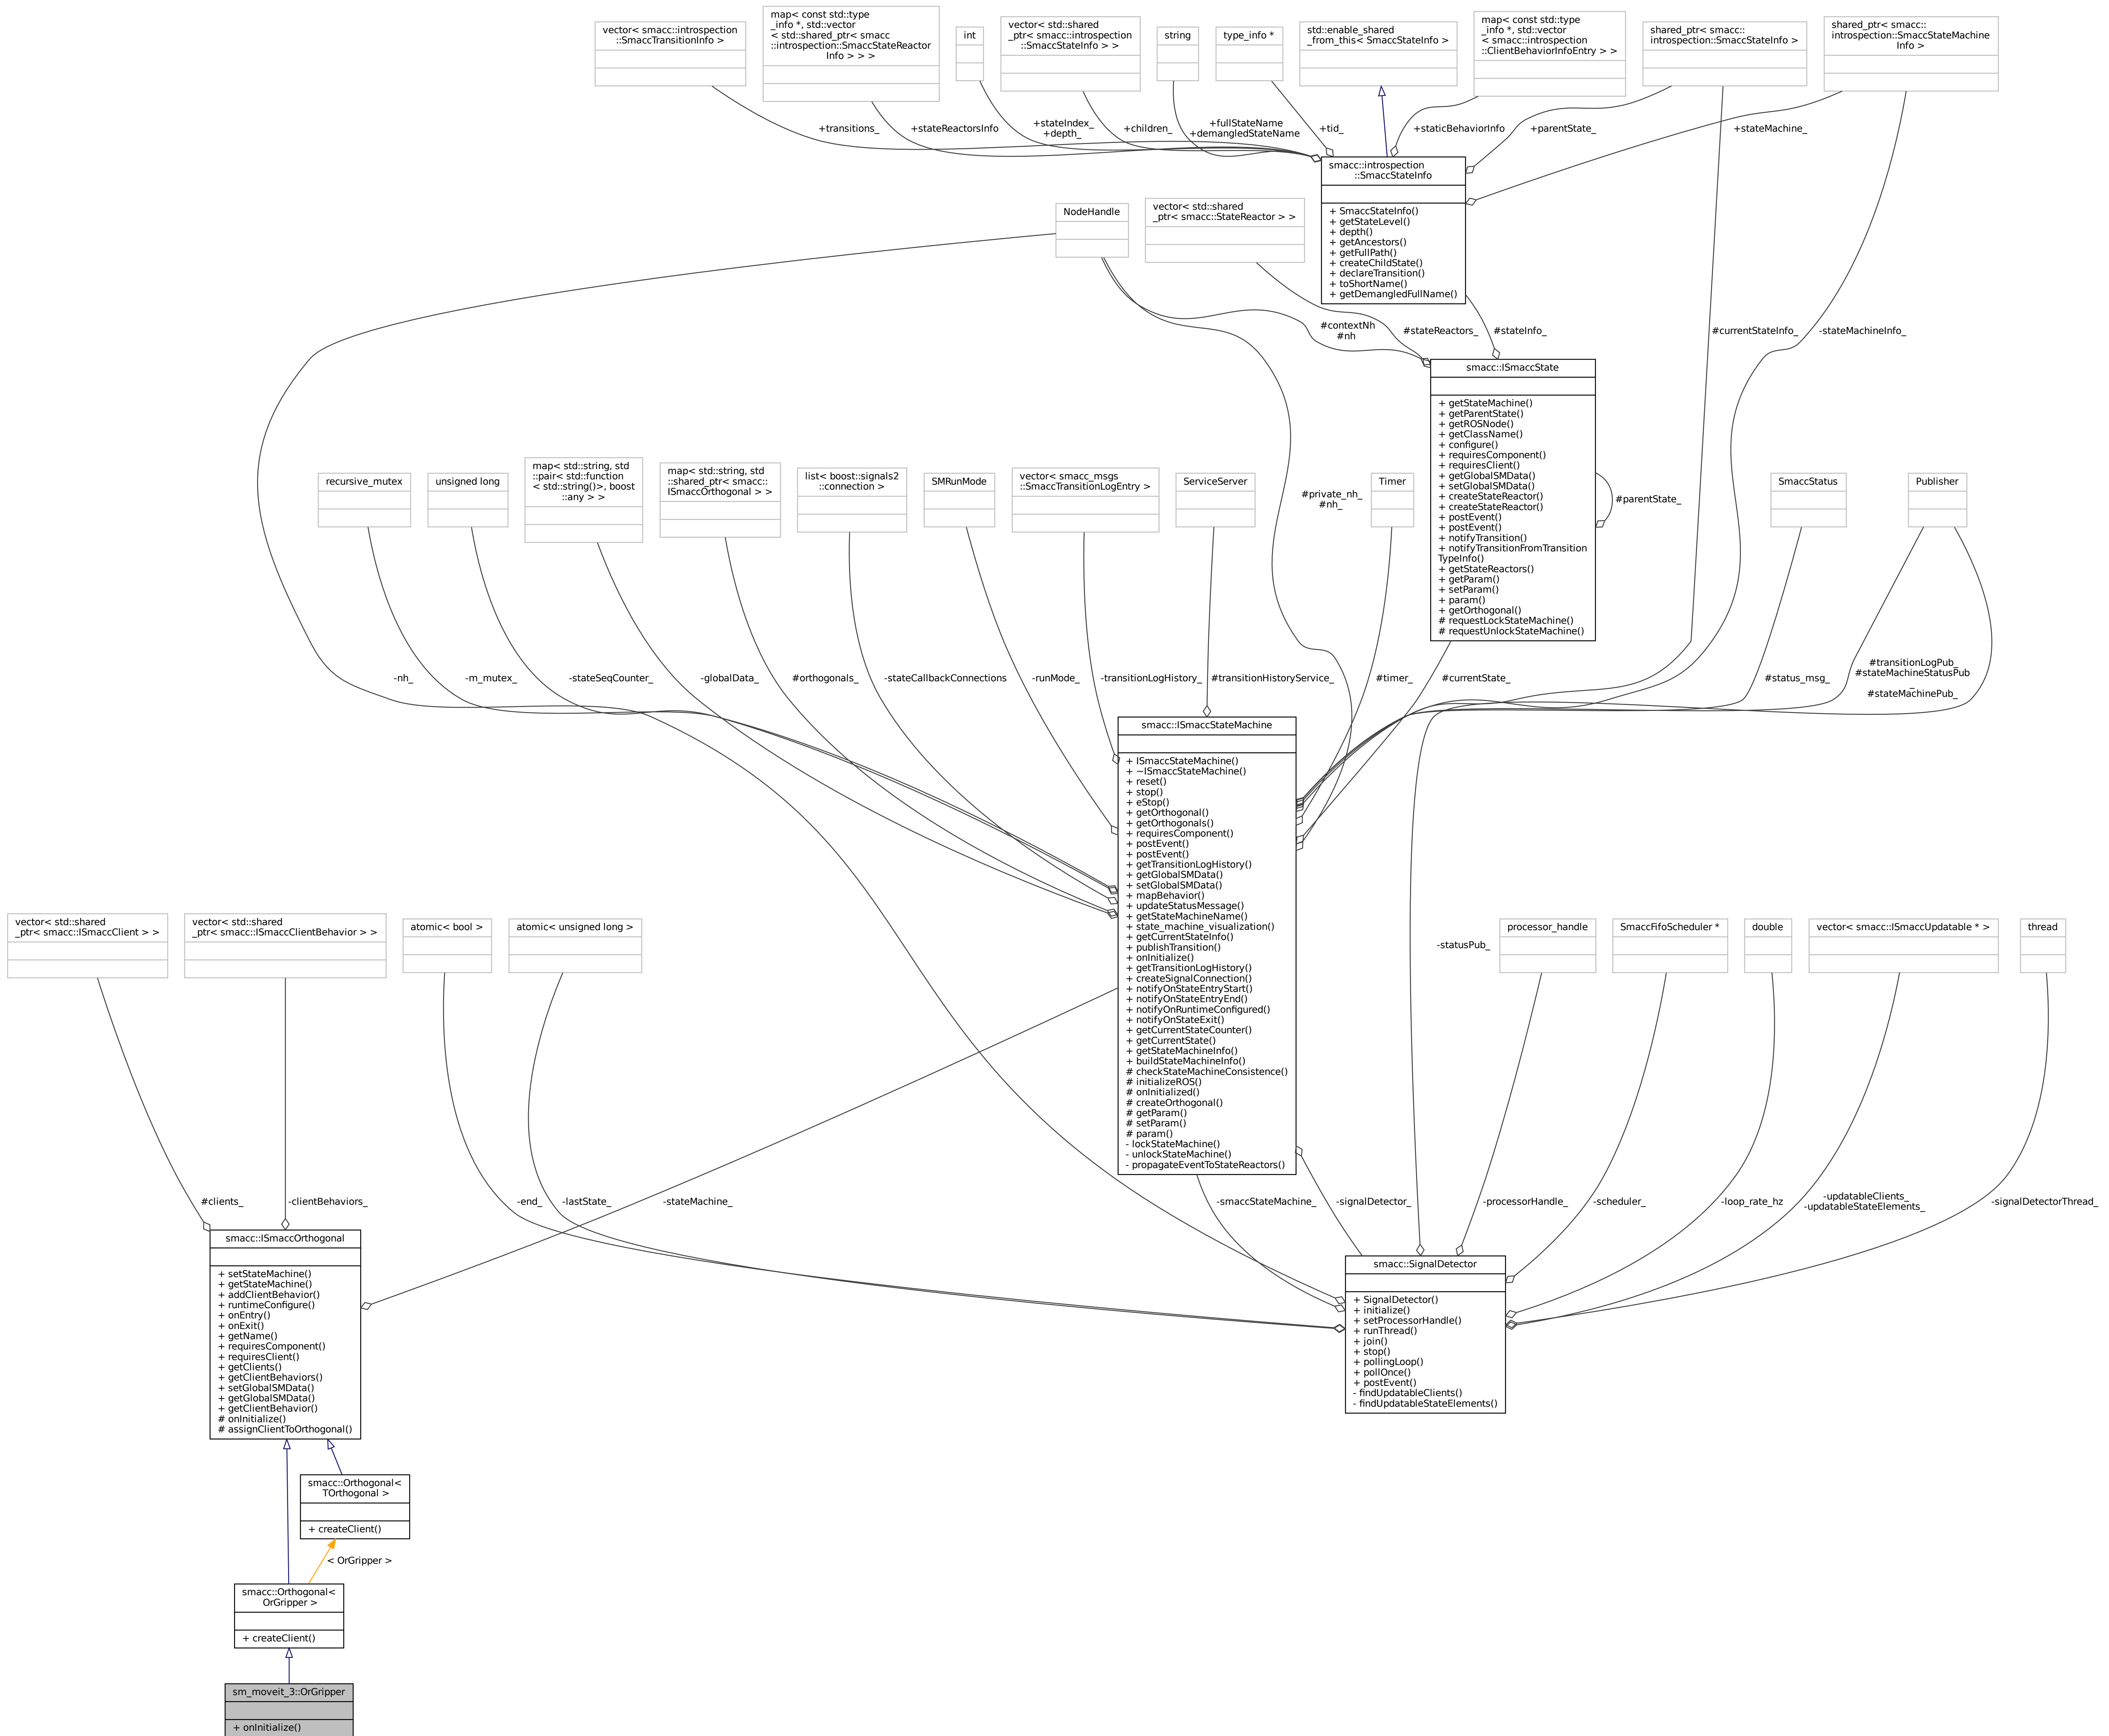 vector< smacc::introspection
::SmaccTransitionInfo >
map< const std::type
_info *, std::vector
< std::shared_ptr< smacc
::introspection::SmaccStateReactor
Info > > >
int
vector< std::shared
_ptr< smacc::introspection
::SmaccStateInfo > >
string
type_info *
std::enable_shared
_from_this< SmaccStateInfo >
map< const std::type
_info *, std::vector
< smacc::introspection
::ClientBehaviorInfoEntry > >
shared_ptr< smacc::
introspection::SmaccStateInfo >
shared_ptr< smacc::
introspection::SmaccStateMachine
Info >
+transitions_
+stateReactorsInfo
+stateIndex_
+depth_
+children_
+fullStateName
+demangledStateName
+tid_
+staticBehaviorInfo
+parentState_
+stateMachine_
smacc::introspection
::SmaccStateInfo
+ SmaccStateInfo()
+ getStateLevel()
+ depth()
+ getAncestors()
+ getFullPath()
+ createChildState()
+ declareTransition()
+ toShortName()
+ getDemangledFullName()
NodeHandle
vector< std::shared
_ptr< smacc::StateReactor > >
#contextNh
#nh
#stateReactors_
#stateInfo_
#currentStateInfo_
-stateMachineInfo_
smacc::ISmaccState
+ getStateMachine()
+ getParentState()
+ getROSNode()
+ getClassName()
+ configure()
+ requiresComponent()
+ requiresClient()
+ getGlobalSMData()
+ setGlobalSMData()
+ createStateReactor()
+ createStateReactor()
+ postEvent()
+ postEvent()
+ notifyTransition()
+ notifyTransitionFromTransition
TypeInfo()
+ getStateReactors()
+ getParam()
+ setParam()
+ param()
+ getOrthogonal()
# requestLockStateMachine()
# requestUnlockStateMachine()
#parentState_
recursive_mutex
unsigned long
map< std::string, std
::pair< std::function
< std::string()>, boost
::any > >
map< std::string, std
::shared_ptr< smacc::
ISmaccOrthogonal > >
list< boost::signals2
::connection >
SMRunMode
vector< smacc_msgs
::SmaccTransitionLogEntry >
ServiceServer
#private_nh_
#nh_
Timer
SmaccStatus
Publisher
-nh_
-m_mutex_
-stateSeqCounter_
-globalData_
#orthogonals_
-stateCallbackConnections
-runMode_
-transitionLogHistory_
#transitionHistoryService_
#timer_
#currentState_
#status_msg_
#transitionLogPub_
#stateMachineStatusPub
_
#stateMachinePub_
smacc::ISmaccStateMachine
+ ISmaccStateMachine()
+ ~ISmaccStateMachine()
+ reset()
+ stop()
+ eStop()
+ getOrthogonal()
+ getOrthogonals()
+ requiresComponent()
+ postEvent()
+ postEvent()
+ getTransitionLogHistory()
+ getGlobalSMData()
+ setGlobalSMData()
+ mapBehavior()
+ updateStatusMessage()
+ getStateMachineName()
+ state_machine_visualization()
+ getCurrentStateInfo()
+ publishTransition()
+ onInitialize()
+ getTransitionLogHistory()
+ createSignalConnection()
+ notifyOnStateEntryStart()
+ notifyOnStateEntryEnd()
+ notifyOnRuntimeConfigured()
+ notifyOnStateExit()
+ getCurrentStateCounter()
+ getCurrentState()
+ getStateMachineInfo()
+ buildStateMachineInfo()
# checkStateMachineConsistence()
# initializeROS()
# onInitialized()
# createOrthogonal()
# getParam()
# setParam()
# param()
- lockStateMachine()
- unlockStateMachine()
- propagateEventToStateReactors()
vector< std::shared
_ptr< smacc::ISmaccClient > >
vector< std::shared
_ptr< smacc::ISmaccClientBehavior > >
atomic< bool >
atomic< unsigned long >
-statusPub_
processor_handle
SmaccFifoScheduler *
double
vector< smacc::ISmaccUpdatable * >
thread
#clients_
-clientBehaviors_
-end_
-lastState_
-stateMachine_
-smaccStateMachine_
-signalDetector_
-processorHandle_
-scheduler_
-loop_rate_hz
-updatableClients_
-updatableStateElements_
-signalDetectorThread_
smacc::ISmaccOrthogonal
+ setStateMachine()
+ getStateMachine()
+ addClientBehavior()
+ runtimeConfigure()
+ onEntry()
+ onExit()
+ getName()
+ requiresComponent()
+ requiresClient()
+ getClients()
+ getClientBehaviors()
+ setGlobalSMData()
+ getGlobalSMData()
+ getClientBehavior()
# onInitialize()
# assignClientToOrthogonal()
smacc::SignalDetector
+ SignalDetector()
+ initialize()
+ setProcessorHandle()
+ runThread()
+ join()
+ stop()
+ pollingLoop()
+ pollOnce()
+ postEvent()
- findUpdatableClients()
- findUpdatableStateElements()
smacc::Orthogonal<
TOrthogonal >
+ createClient()
< OrGripper >
smacc::Orthogonal<
OrGripper >
+ createClient()
sm_moveit_3::OrGripper
+ onInitialize()